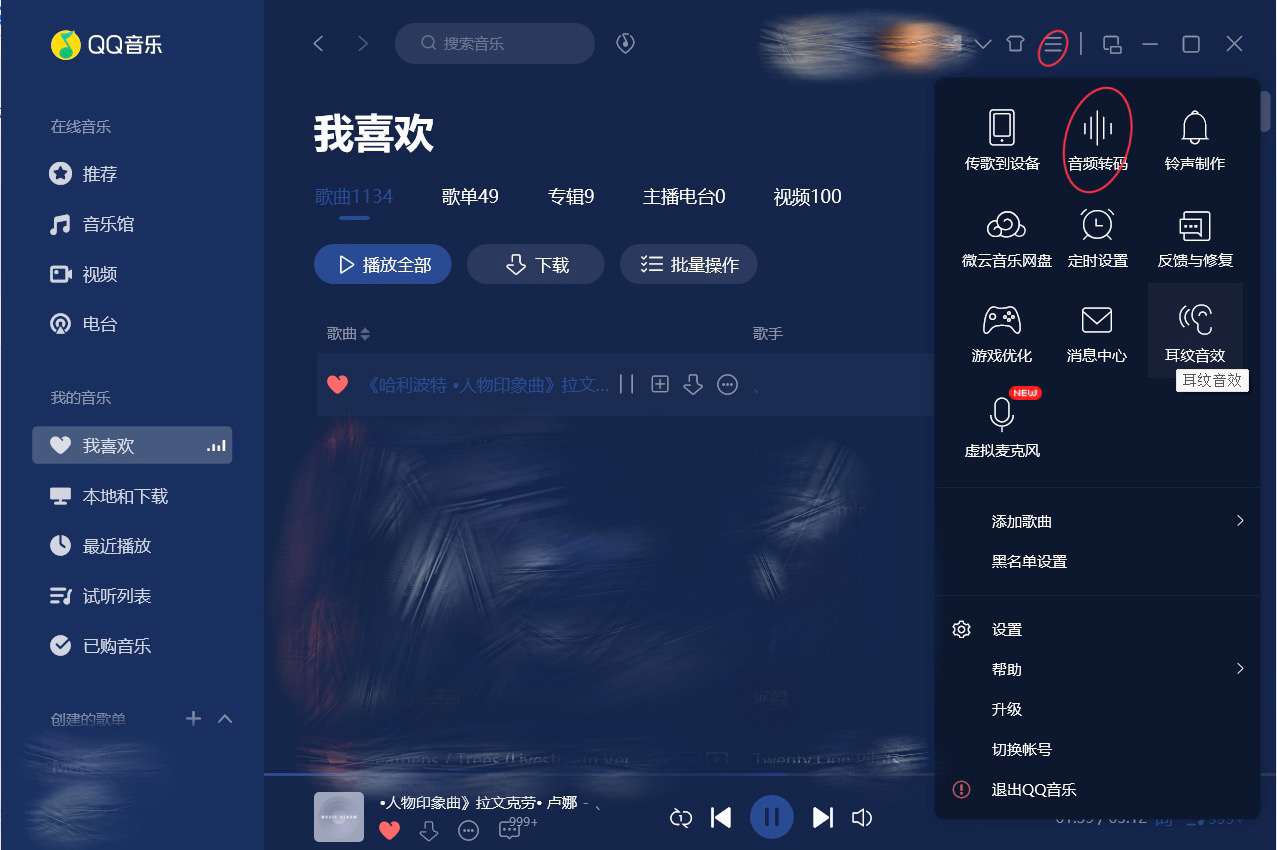 QQ音乐
搜索音乐
在线音乐
推荐
音乐馆
视频
电台
我的音乐
我喜欢
本地和下载
最近播放
试听列表
已购音乐
创建的歌单
我喜欢
歌曲1134 歌单49 专辑9 主播电台0 视频100
播放全部 下载 批量操作
歌曲 歌手
《哈利波特 •人物印象曲》拉文... 、
/ Trees (Livestream Ver Twenty One Pilots
•人物印象曲》拉文克劳• 卢娜 - 、
999+
MUSIC ALBUM
传歌到设备 音频转码 铃声制作
微云音乐网盘 定时设置 反馈与修复
游戏优化 消息中心 耳纹音效
耳纹音效
NEW
虚拟麦克风
添加歌曲
黑名单设置
设置
帮助
升级
切换帐号
退出QQ音乐